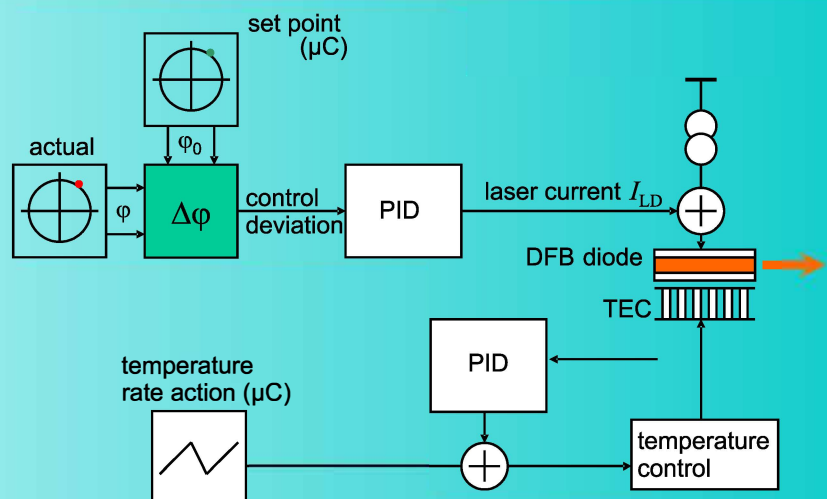 set point
(µC)
φ₀
actual
φ
Δφ
control
deviation
PID
laser current I_LD
DFB diode
TEC
PID
temperature
rate action (µC)
temperature
control